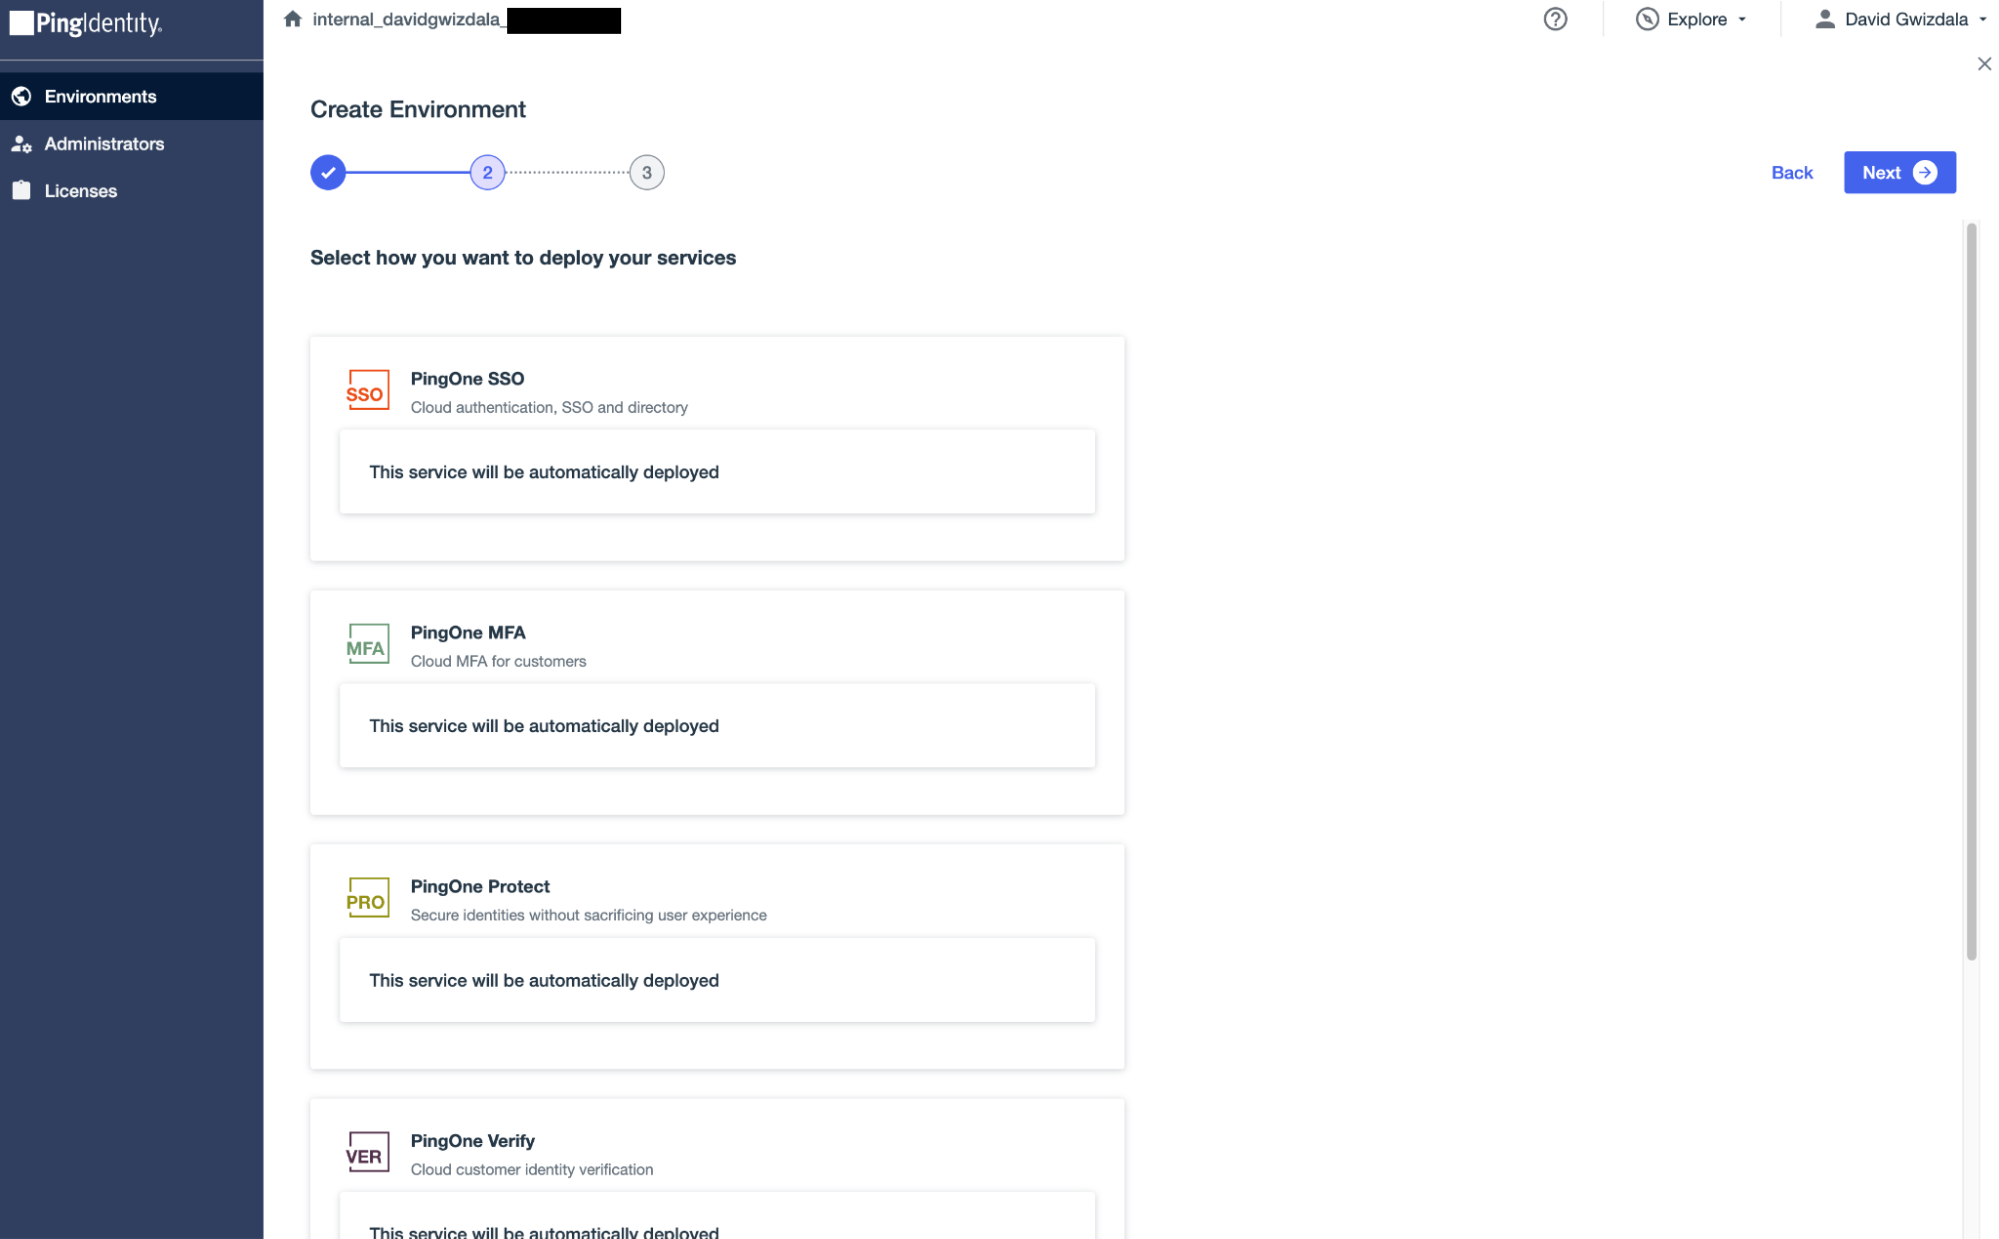 PingIdentity.
internal_davidgwizdala_
Explore
David Gwizdala
Environments
Administrators
Licenses
Create Environment
2
3
Back
Next
Select how you want to deploy your services
SSO
PingOne SSO
Cloud authentication, SSO and directory
This service will be automatically deployed
MFA
PingOne MFA
Cloud MFA for customers
This service will be automatically deployed
PRO
PingOne Protect
Secure identities without sacrificing user experience
This service will be automatically deployed
VER
PingOne Verify
Cloud customer identity verification
This service will be automatically deployed